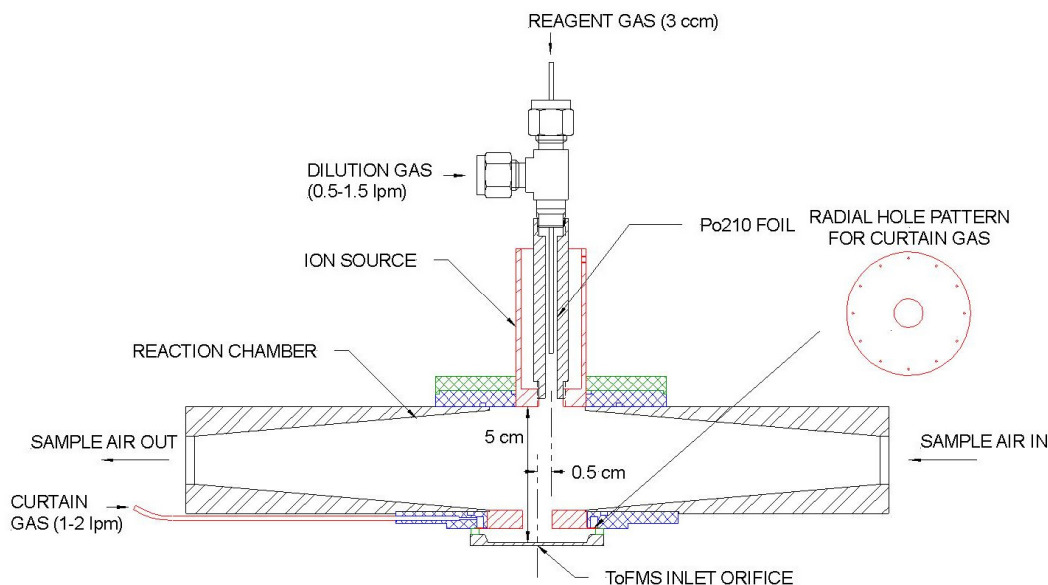 REAGENT GAS (3 ccm)
DILUTION GAS
(0.5-1.5 lpm)
Po210 FOIL
RADIAL HOLE PATTERN
FOR CURTAIN GAS
ION SOURCE
REACTION CHAMBER
SAMPLE AIR OUT
5 cm
0.5 cm
SAMPLE AIR IN
CURTAIN
GAS (1-2 lpm)
ToFMS INLET ORIFICE